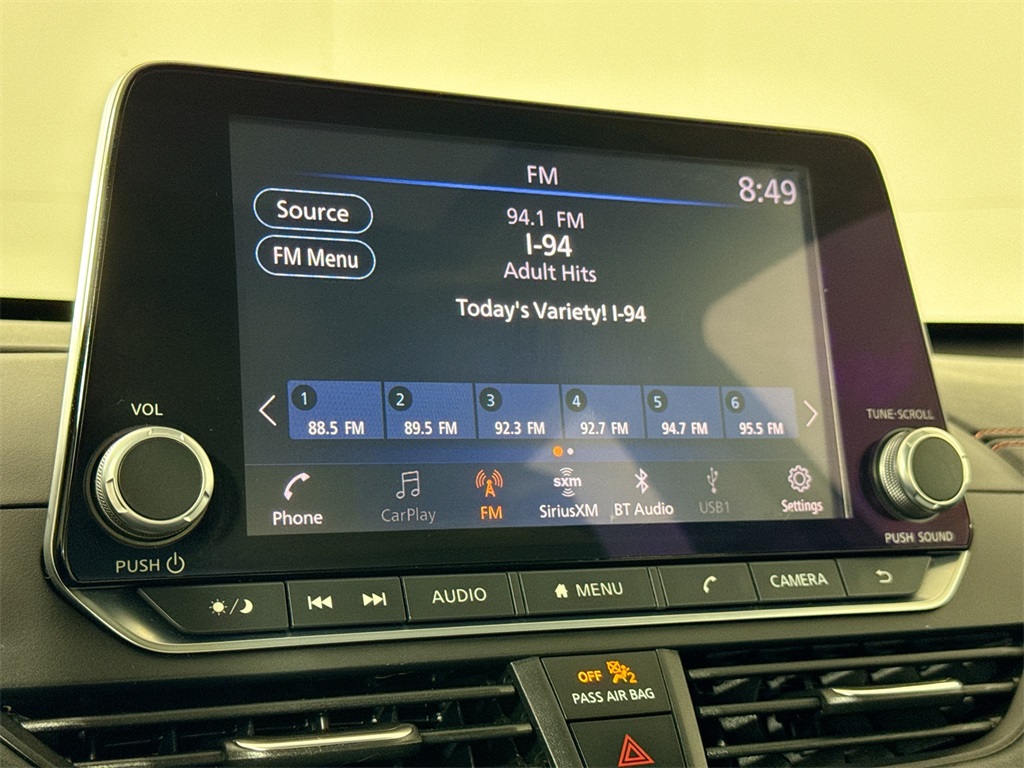 FM
8:49
Source
94.1 FM
I-94
FM Menu
Adult Hits
Today's Variety! I-94
1 2 3 4 5 6
88.5 FM 89.5 FM 92.3 FM 92.7 FM 94.7 FM 95.5 FM
sxm
Phone CarPlay FM SiriusXM BT Audio USB1 Settings
VOL
PUSH
TUNE·SCROLL
PUSH SOUND
AUDIO MENU CAMERA
OFF 2
PASS AIR BAG